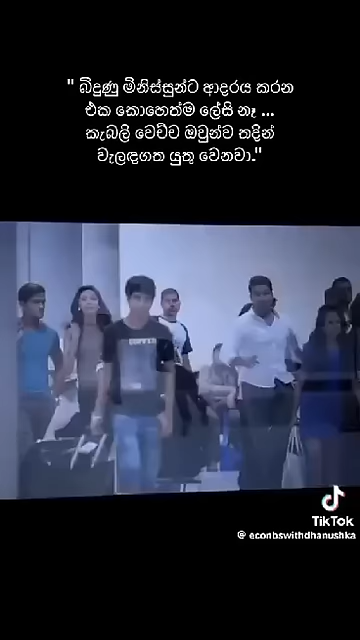 " බිදුණු මිනිස්සුන්ට ආදරය කරන
එක කොහෙත්ම ලේසි නෑ ...
කැබලි වෙච්ච ඔවුන්ව තදින්
වැලඳගත යුතු වෙනවා."
TikTok
@ econbswithdhanushka